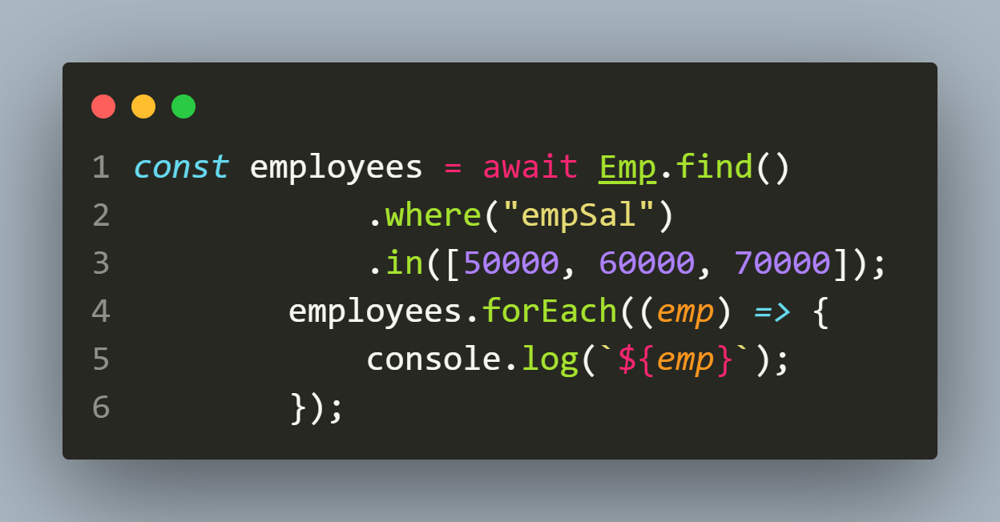 1 const employees = await Emp.find()
2             .where("empSal")
3             .in([50000, 60000, 70000]);
4         employees.forEach((emp) => {
5             console.log(`${emp}`);
6         });